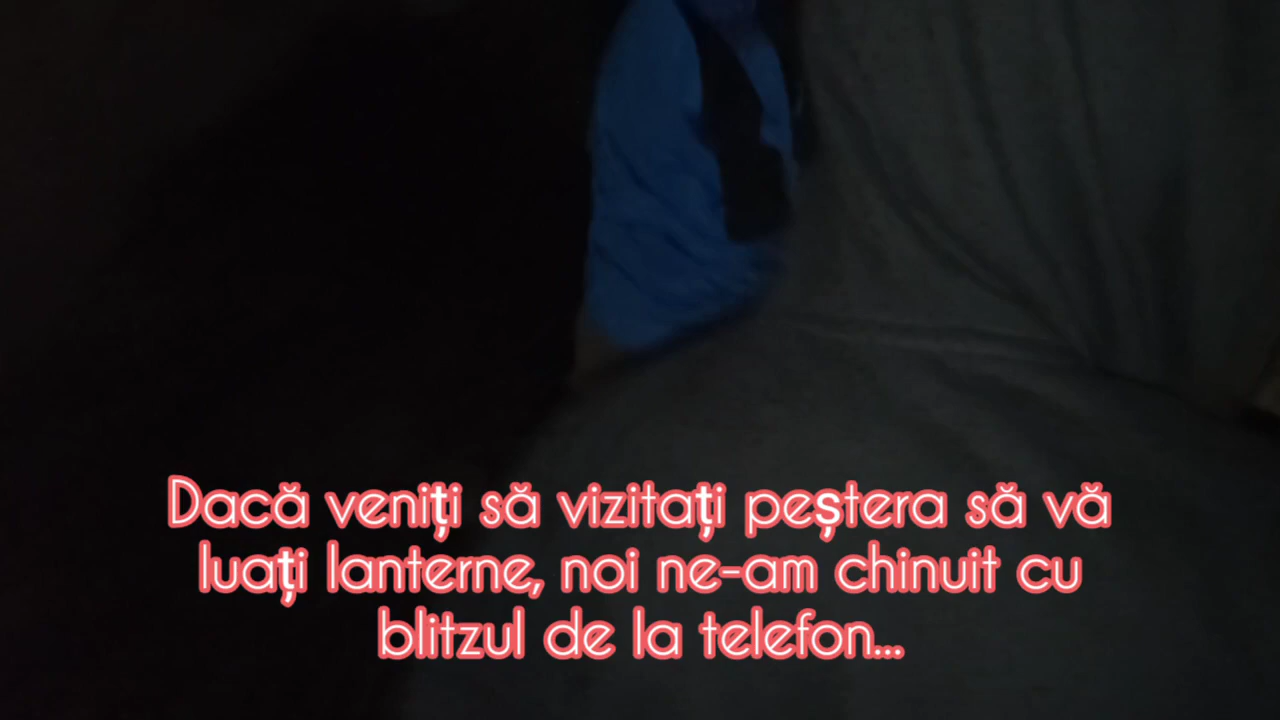 Dacă veniți să vizitați peștera să vă
luați lanterne, noi ne-am chinuit cu
blitzul de la telefon...